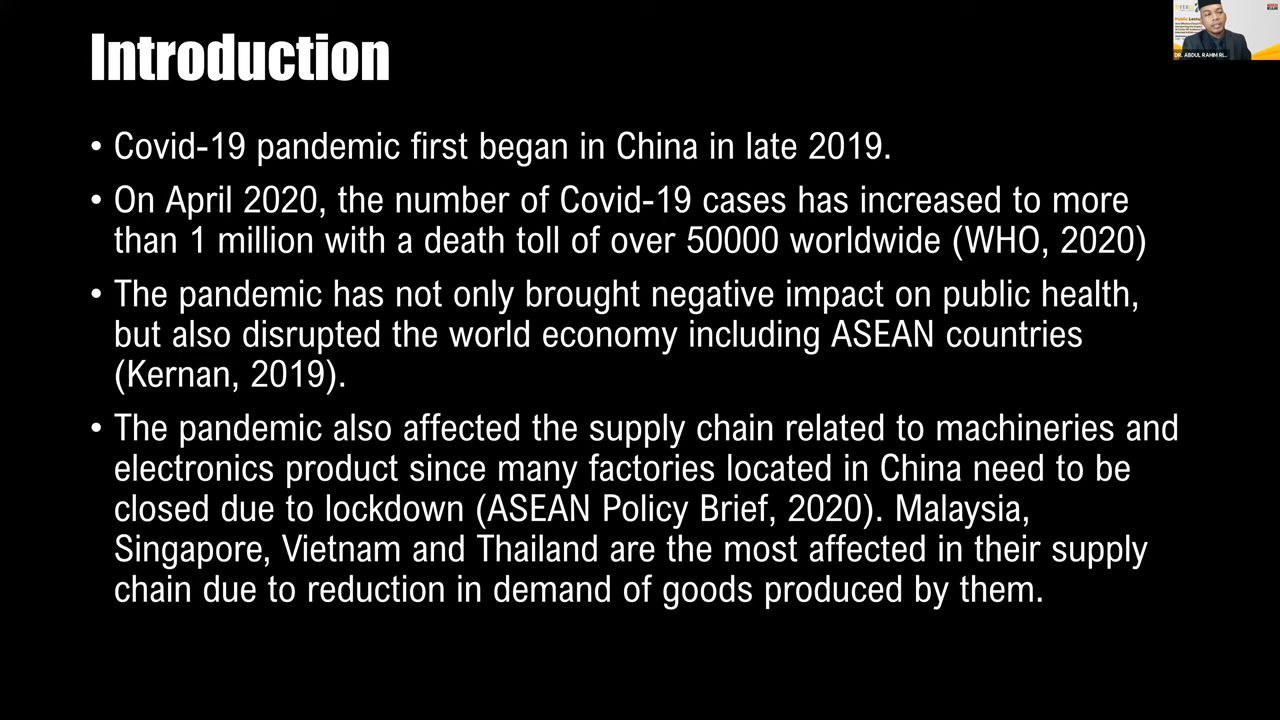 Introduction
• Covid-19 pandemic first began in China in late 2019.
• On April 2020, the number of Covid-19 cases has increased to more
than 1 million with a death toll of over 50000 worldwide (WHO, 2020)
• The pandemic has not only brought negative impact on public health,
but also disrupted the world economy including ASEAN countries
(Kernan, 2019).
• The pandemic also affected the supply chain related to machineries and
electronics product since many factories located in China need to be
closed due to lockdown (ASEAN Policy Brief, 2020). Malaysia,
Singapore, Vietnam and Thailand are the most affected in their supply
chain due to reduction in demand of goods produced by them.
Public
DR. ABDUL RAHIM RI...